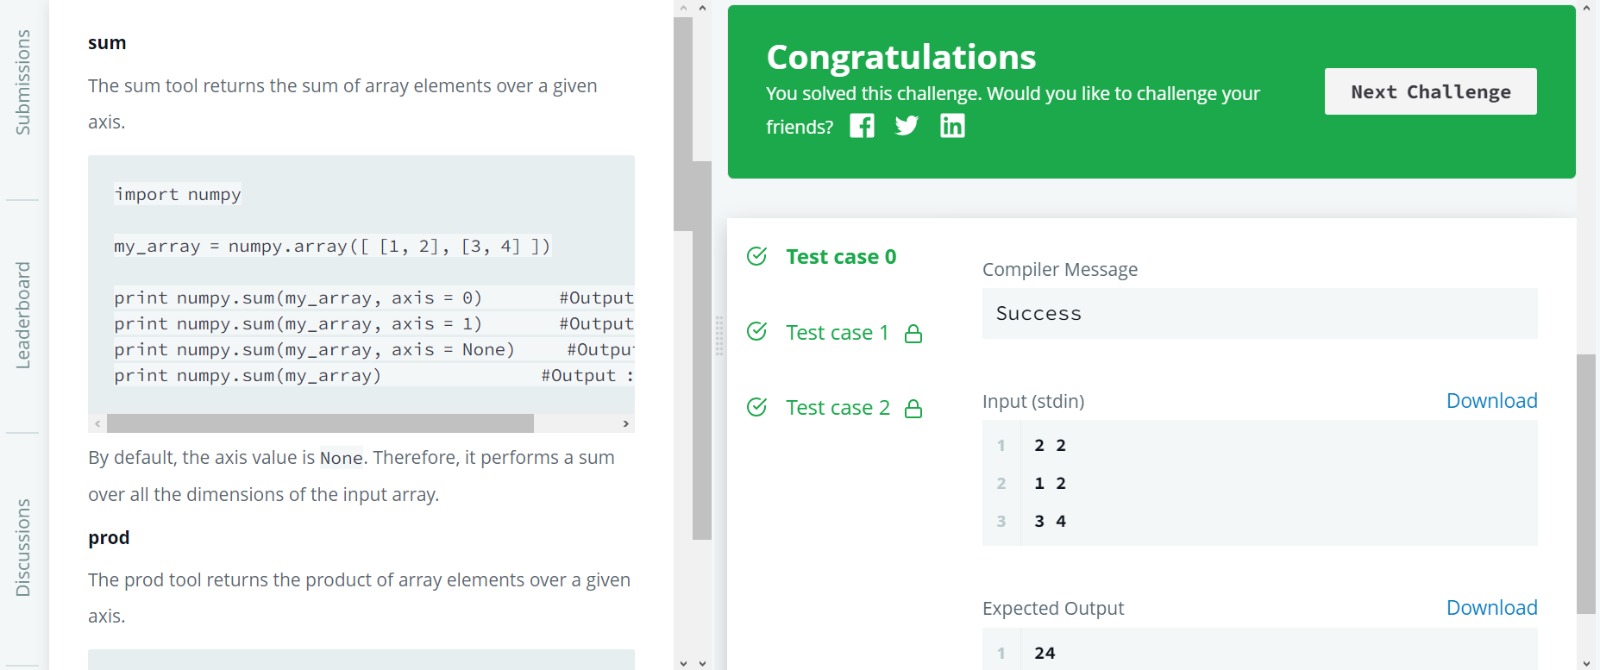 Submissions
Leaderboard
Discussions
sum
The sum tool returns the sum of array elements over a given
axis.
import numpy
my_array = numpy.array([ [1, 2], [3, 4] ])
print numpy.sum(my_array, axis = 0)         #Output
print numpy.sum(my_array, axis = 1)         #Output
print numpy.sum(my_array, axis = None)      #Outpu
print numpy.sum(my_array)                   #Output :
By default, the axis value is None. Therefore, it performs a sum
over all the dimensions of the input array.
prod
The prod tool returns the product of array elements over a given
axis.
Congratulations
You solved this challenge. Would you like to challenge your
friends?
Next Challenge
Test case 0
Test case 1
Test case 2
Compiler Message
Success
Input (stdin)
Download
1 2 2
2 1 2
3 3 4
Expected Output
Download
1 24